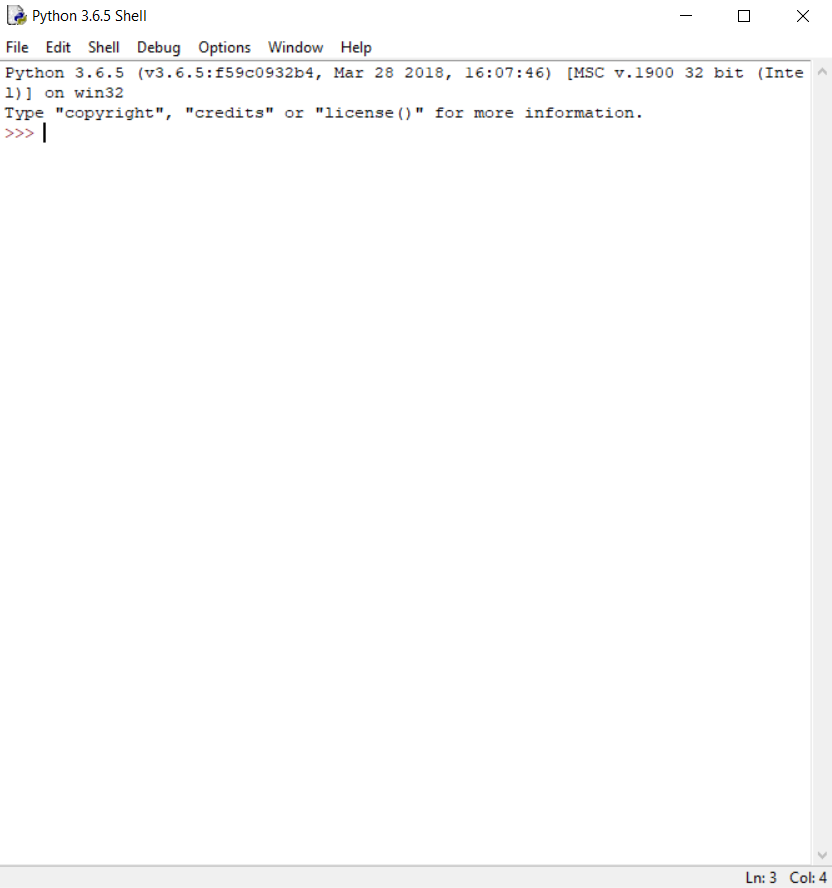 Python 3.6.5 Shell
File Edit Shell Debug Options Window Help
Python 3.6.5 (v3.6.5:f59c0932b4, Mar 28 2018, 16:07:46) [MSC v.1900 32 bit (Inte
l)] on win32
Type "copyright", "credits" or "license()" for more information.
>>>
Ln: 3 Col: 4